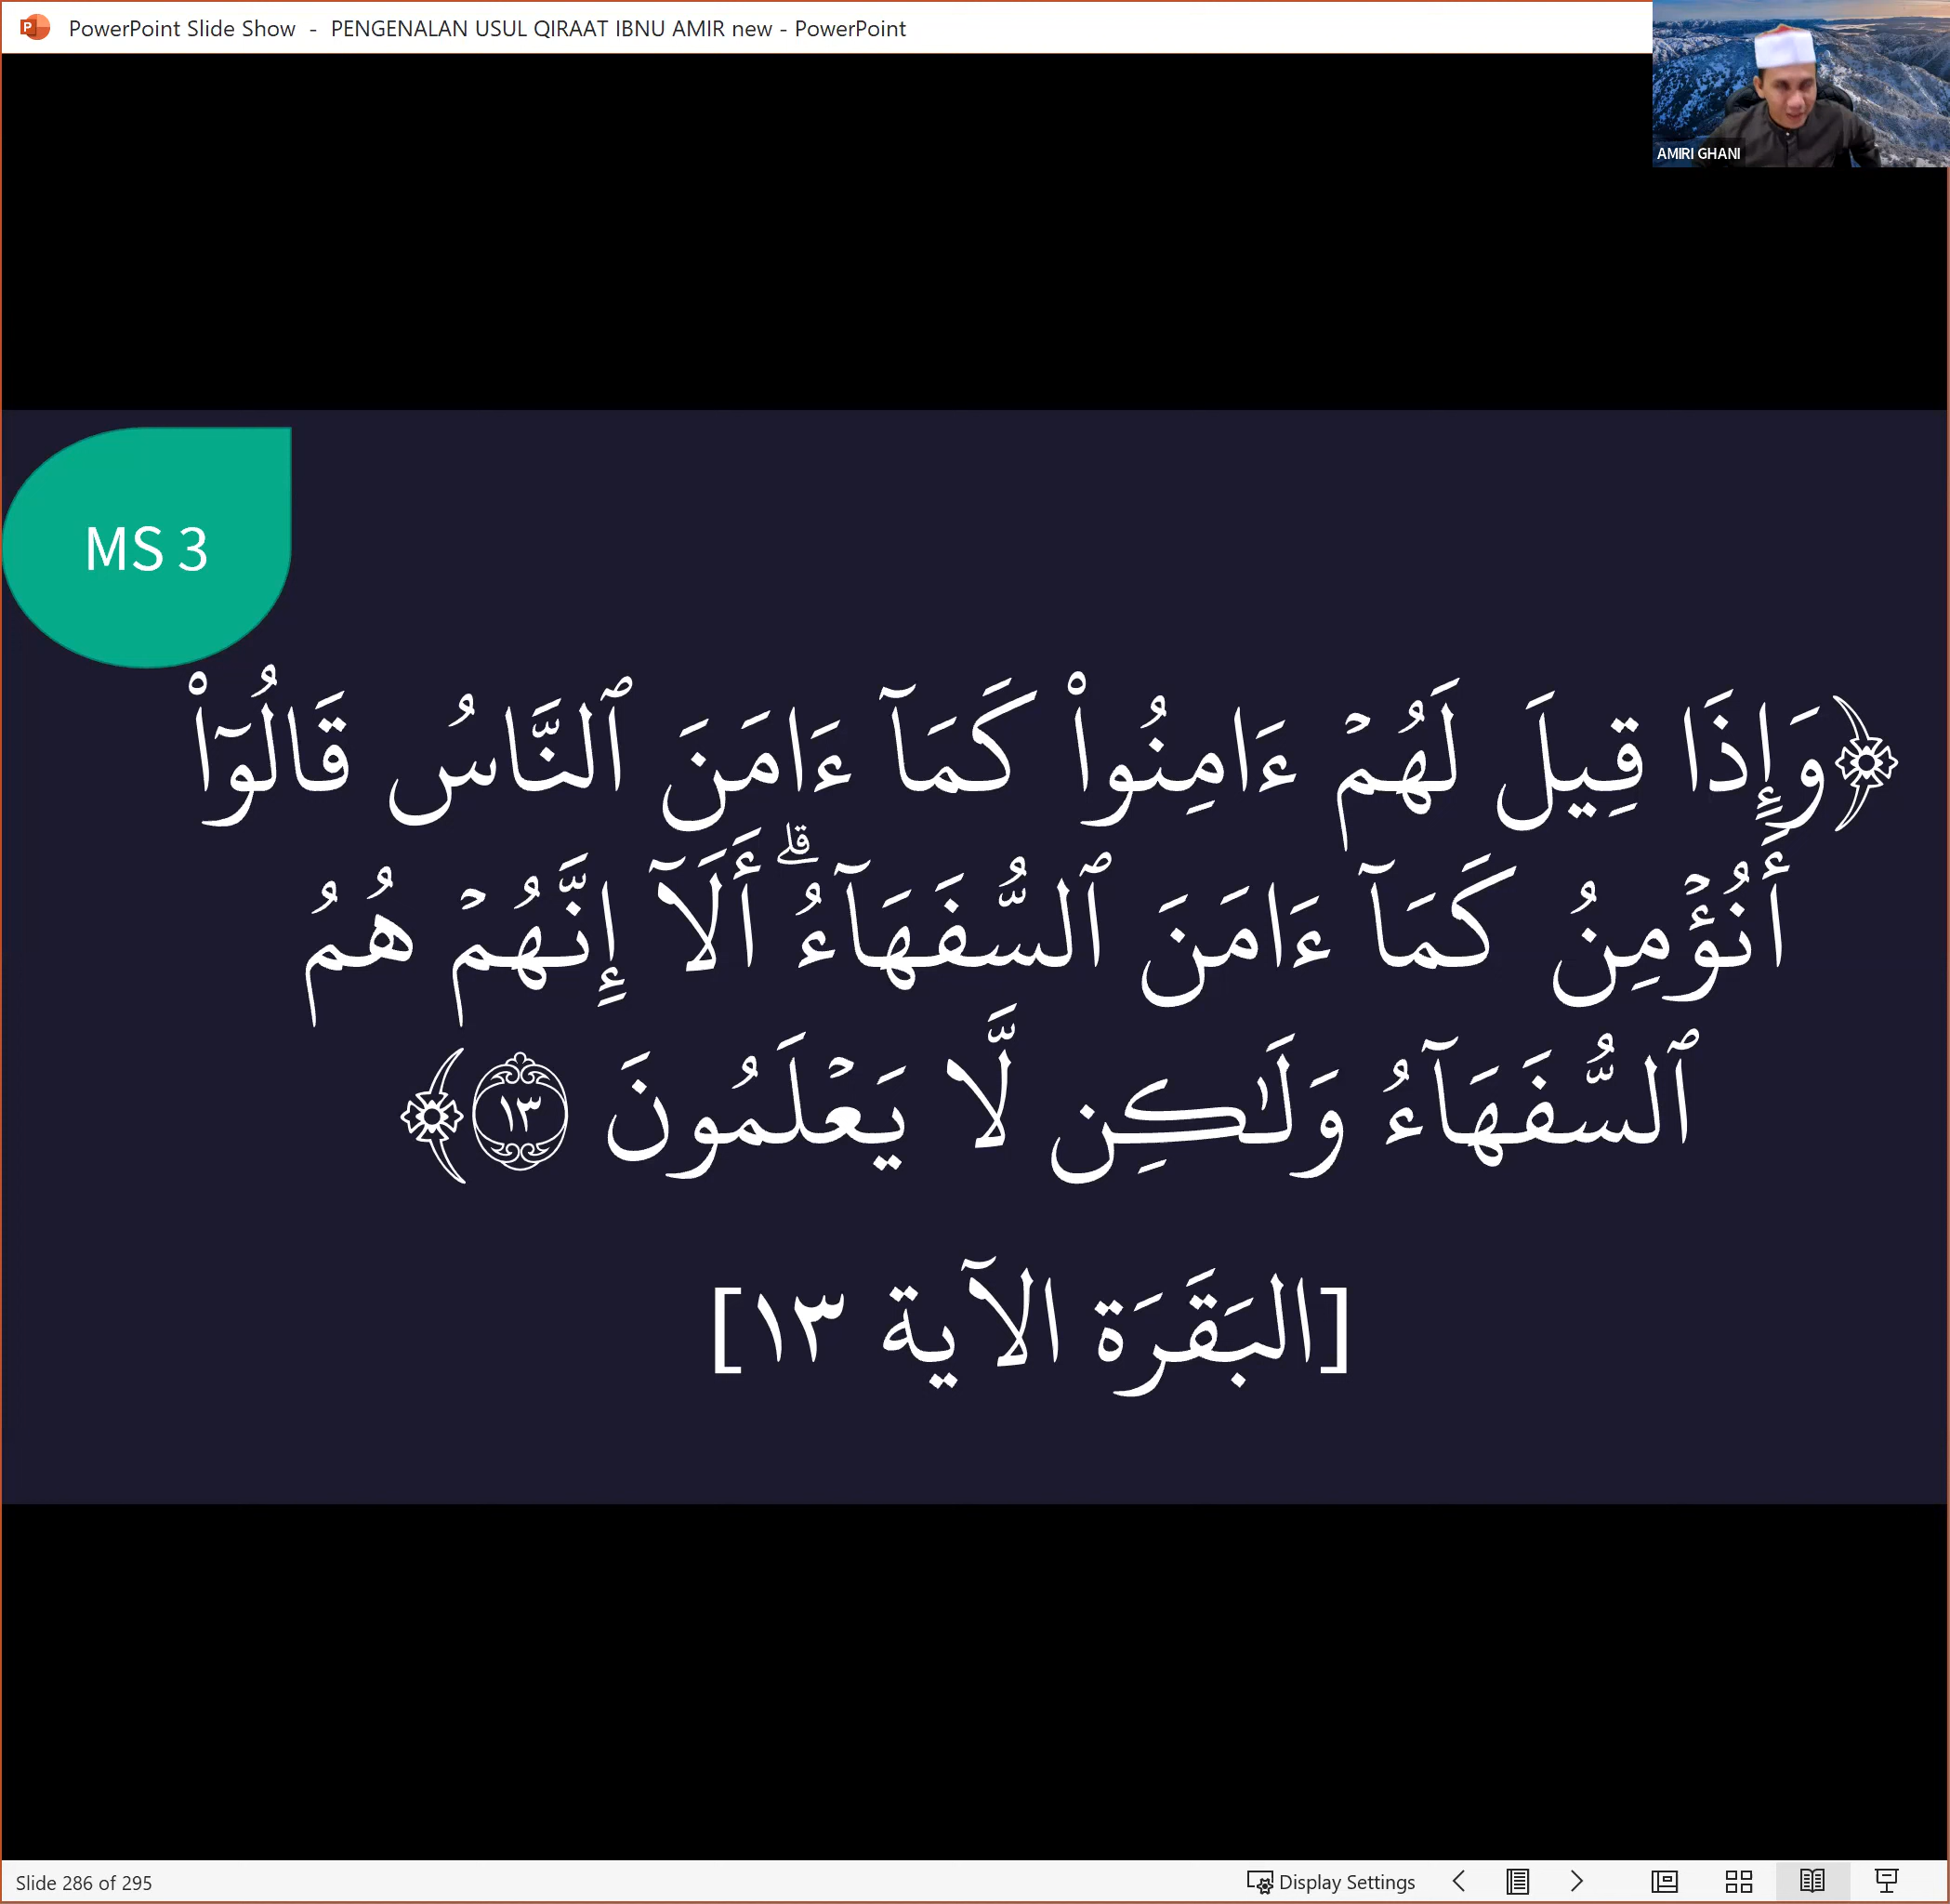 PowerPoint Slide Show - PENGENALAN USUL QIRAAT IBNU AMIR new - PowerPoint
AMIRI GHANI
MS 3
﴿وَإِذَا قِيلَ لَهُمۡ ءَامِنُواْ كَمَآ ءَامَنَ ٱلنَّاسُ قَالُوٓاْ
أَنُؤۡمِنُ كَمَآ ءَامَنَ ٱلسُّفَهَآءُۗ أَلَآ إِنَّهُمۡ هُمُ
ٱلسُّفَهَآءُ وَلَٰكِن لَّا يَعۡلَمُونَ ١٣﴾
[البَقَرَة الآية ١٣]
Slide 286 of 295
Display Settings